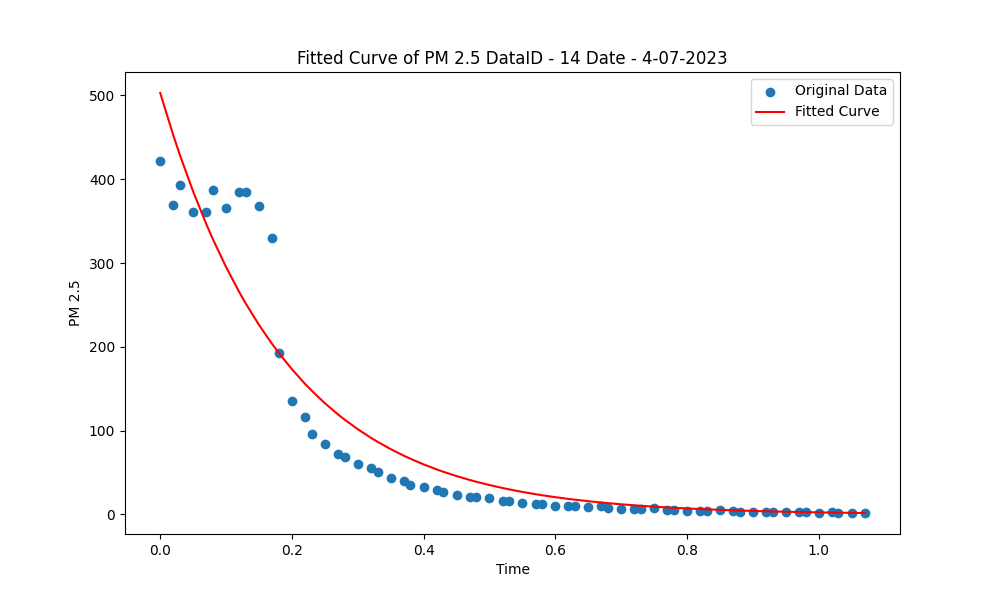 Fitted Curve of PM 2.5 DataID - 14 Date - 4-07-2023
Original Data
Fitted Curve
500
400
300
200
100
0
PM 2.5
0.0 0.2 0.4 0.6 0.8 1.0
Time